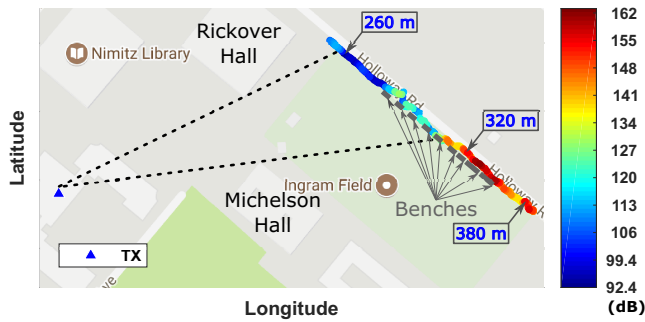 260 m
Rickover
Hall
Nimitz Library
Holloway Rd
320 m
Holloway R
Michelson
Hall
Ingram Field
Benches
380 m
TX
Latitude
Longitude
162
155
148
141
134
127
120
113
106
99.4
92.4
(dB)